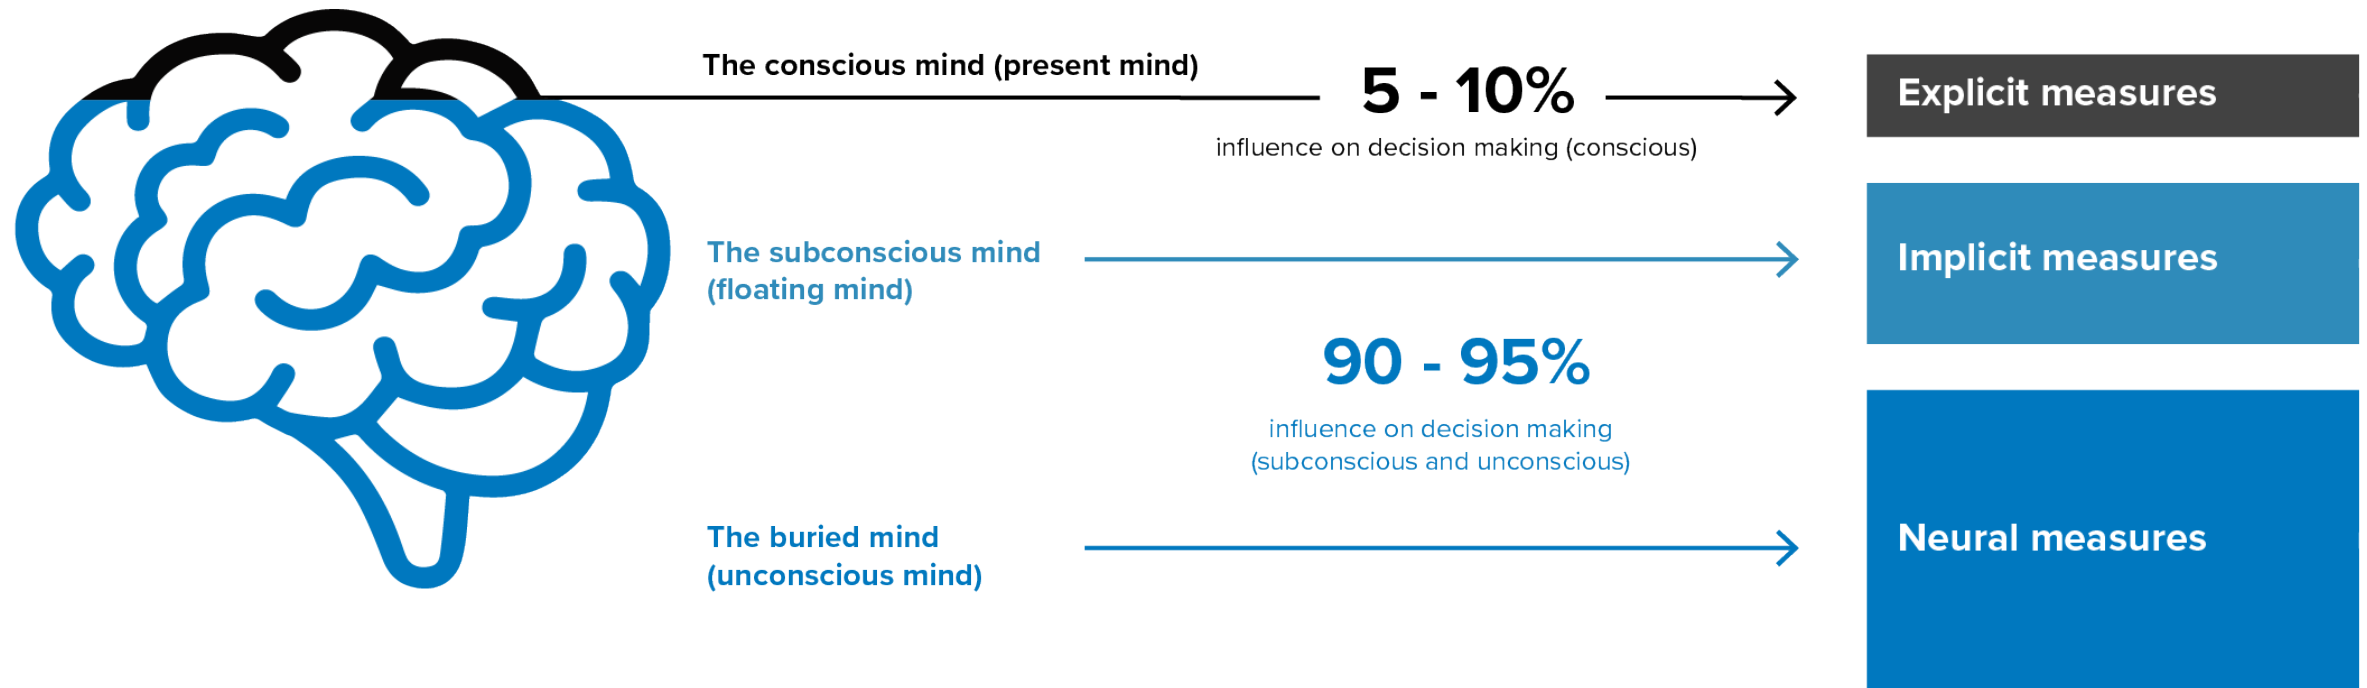 The conscious mind (present mind)
5 - 10%
influence on decision making (conscious)
Explicit measures
The subconscious mind
(floating mind)
Implicit measures
90 - 95%
influence on decision making
(subconscious and unconscious)
The buried mind
(unconscious mind)
Neural measures